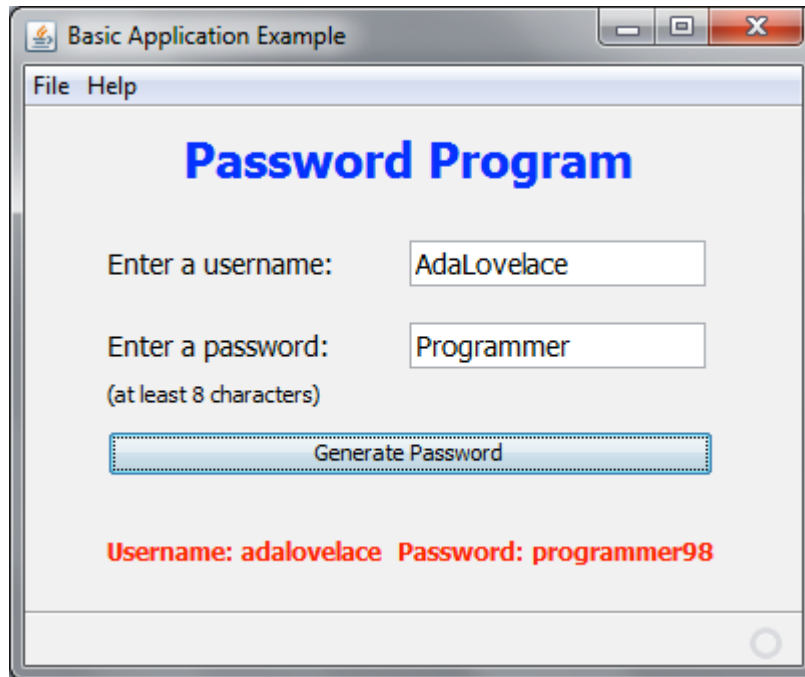 Basic Application Example
File Help
Password Program
Enter a username: AdaLovelace
Enter a password: Programmer
(at least 8 characters)
Generate Password
Username: adalovelace Password: programmer98